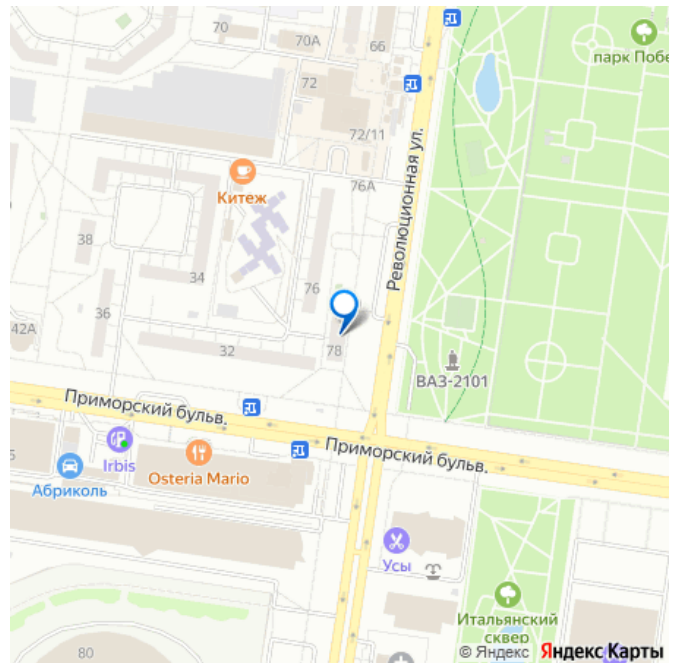 70
70А
66
парк Побе
72
72/11
Революционная ул.
76А
Китеж
38
34
76
36
42А
32
78
ВАЗ-2101
Приморский бульв.
Приморский бульв.
5
Irbis
Osteria Mario
Абриколь
Усы
Итальянский
сквер
80
© Яндекс Яндекс Карты